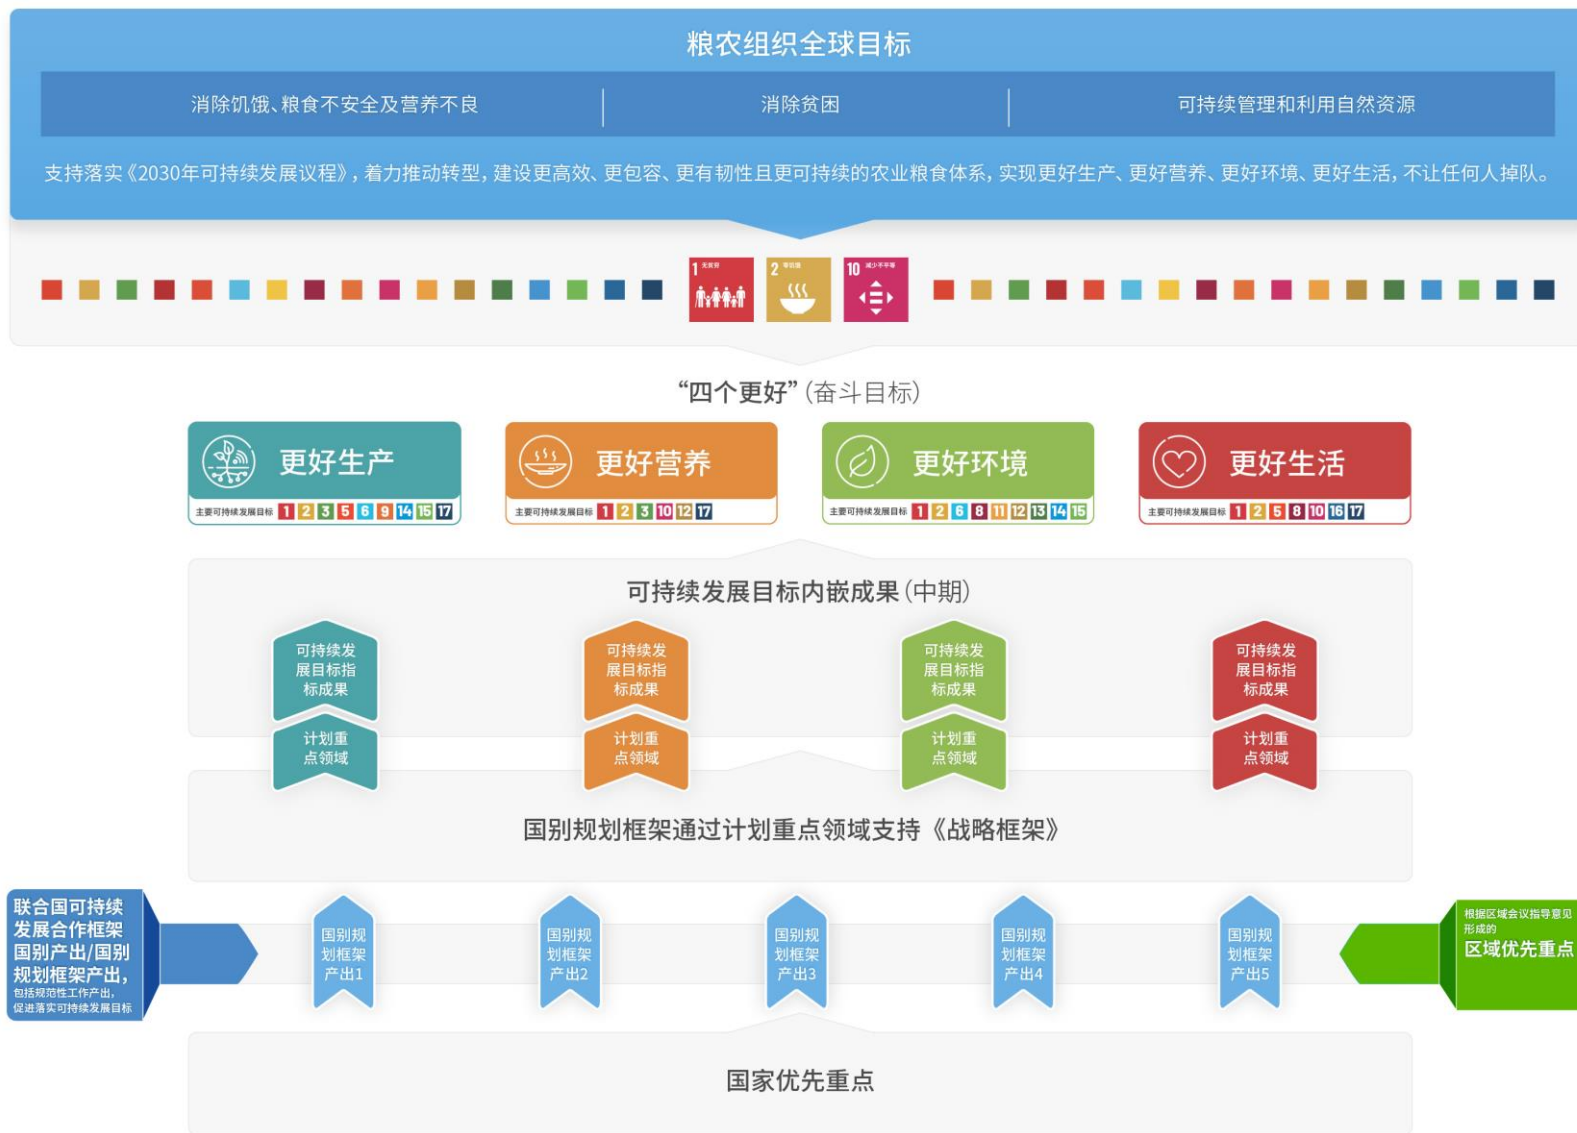 粮农组织全球目标
消除饥饿、粮食不安全及营养不良
消除贫困
可持续管理和利用自然资源
支持落实《2030年可持续发展议程》，着力推动转型，建设更高效、更包容、更有韧性且更可持续的农业粮食体系，实现更好生产、更好营养、更好环境、更好生活，不让任何人掉队。
1 无贫穷
2 零饥饿
10 减少不平等
“四个更好”（奋斗目标）
更好生产
主要可持续发展目标 1 2 3 5 6 9 14 15 17
更好营养
主要可持续发展目标 1 2 3 10 12 17
更好环境
主要可持续发展目标 1 2 6 8 11 12 13 14 15
更好生活
主要可持续发展目标 1 2 5 8 10 16 17
可持续发展目标内嵌成果（中期）
可持续发
展目标指
标成果
可持续发
展目标指
标成果
可持续发
展目标指
标成果
可持续发
展目标指
标成果
计划重
点领域
计划重
点领域
计划重
点领域
计划重
点领域
国别规划框架通过计划重点领域支持《战略框架》
联合国可持续
发展合作框架
国别产出/国别
规划框架产出，
包括规范性工作产出，
促进落实可持续发展目标
国别规
划框架
产出1
国别规
划框架
产出2
国别规
划框架
产出3
国别规
划框架
产出4
国别规
划框架
产出5
根据区域会议指导意见
形成的
区域优先重点
国家优先重点